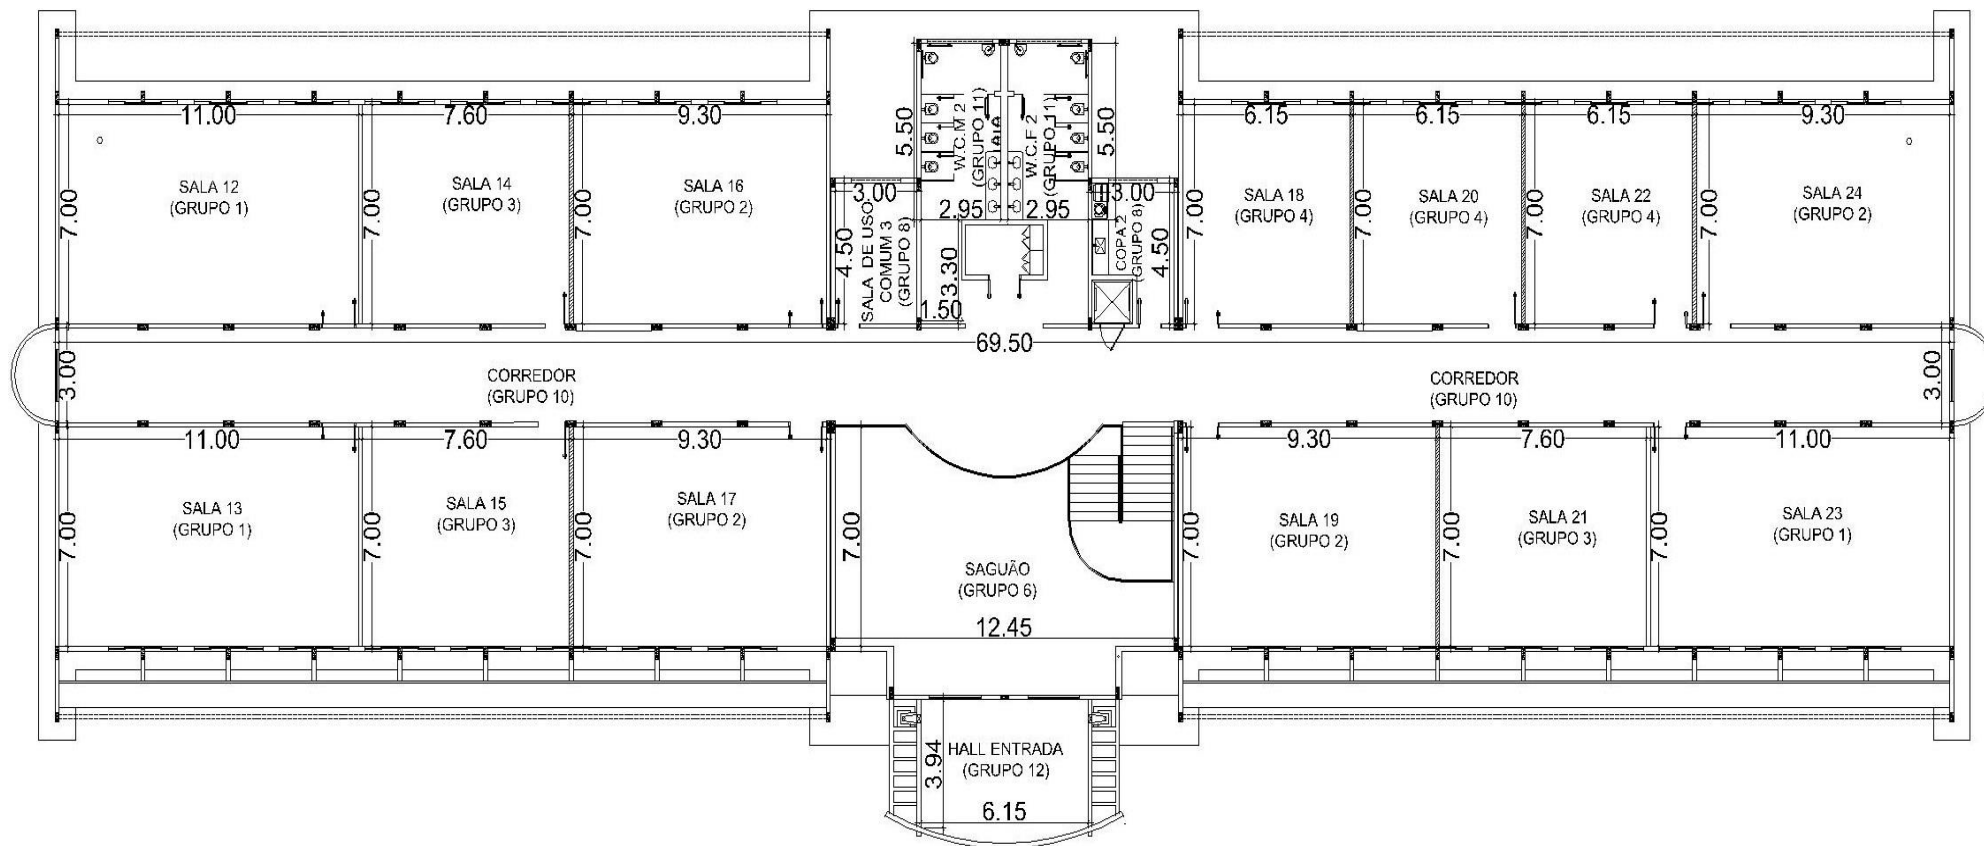 11.00
7.60
9.30
6.15
6.15
6.15
9.30
SALA 12
(GRUPO 1)
7.00
SALA 14
(GRUPO 3)
7.00
SALA 16
(GRUPO 2)
7.00
5.50
W.C.M 2
(GRUPO 11)
W.C.F 2
(GRUPO 11)
5.50
3.00
2.95
2.95
3.00
SALA DE USO
COMUM 3
(GRUPO 8)
4.50
3.30
1.50
COPA 2
(GRUPO 8)
4.50
SALA 18
(GRUPO 4)
7.00
SALA 20
(GRUPO 4)
7.00
SALA 22
(GRUPO 4)
7.00
SALA 24
(GRUPO 2)
7.00
69.50
3.00
CORREDOR
(GRUPO 10)
CORREDOR
(GRUPO 10)
3.00
11.00
7.60
9.30
9.30
7.60
11.00
SALA 13
(GRUPO 1)
7.00
SALA 15
(GRUPO 3)
7.00
SALA 17
(GRUPO 2)
7.00
7.00
SAGUÃO
(GRUPO 6)
12.45
SALA 19
(GRUPO 2)
7.00
SALA 21
(GRUPO 3)
7.00
SALA 23
(GRUPO 1)
7.00
HALL ENTRADA
(GRUPO 12)
3.94
6.15